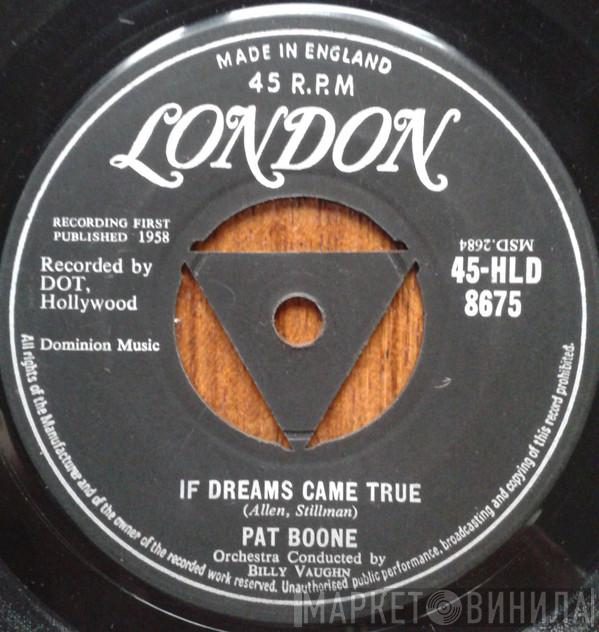 MADE IN ENGLAND
45 R.P.M
LONDON
RECORDING FIRST
PUBLISHED 1958
Recorded by
DOT,
Hollywood
Dominion Music
MSD.2684
45-HLD
8675
IF DREAMS CAME TRUE
(Allen, Stillman)
PAT BOONE
Orchestra Conducted by
BILLY VAUGHN
All rights of the Manufacturer and of the owner of the recorded work reserved. Unauthorised public performance, broadcasting and copying of this record prohibited.
МАРКЕТ ВИНИЛА